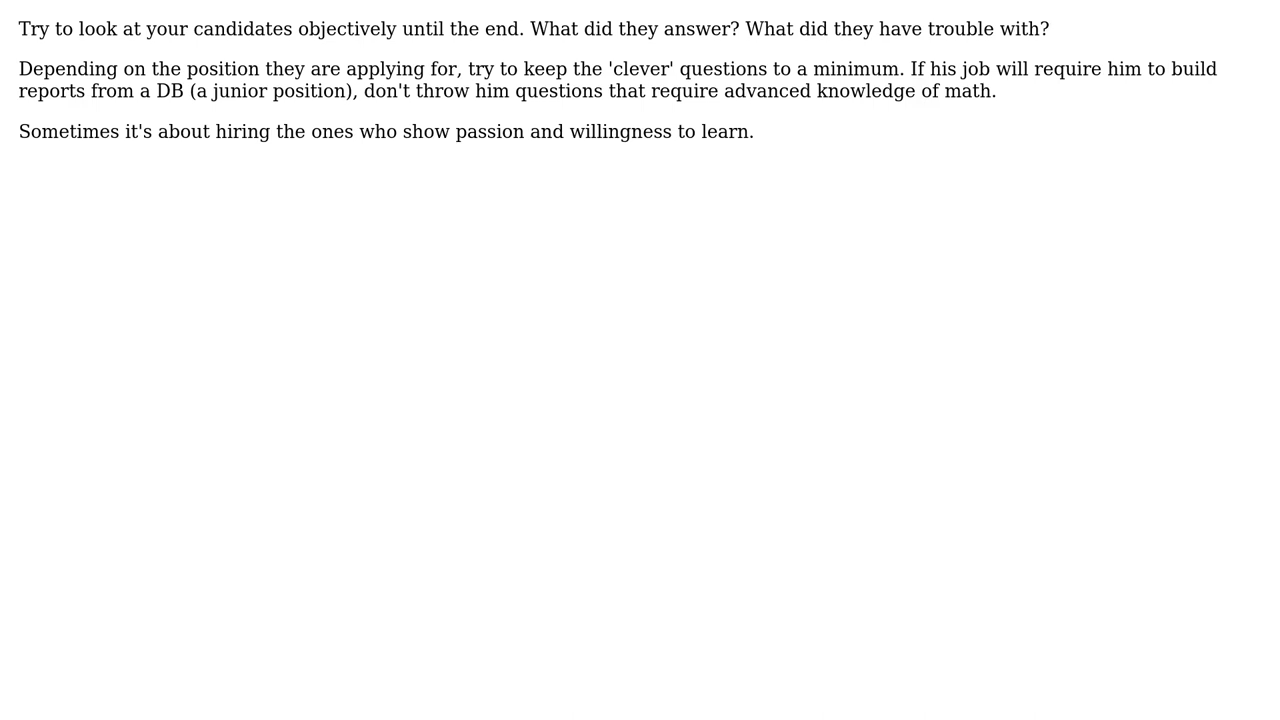 Try to look at your candidates objectively until the end. What did they answer? What did they have trouble with?
Depending on the position they are applying for, try to keep the 'clever' questions to a minimum. If his job will require him to build
reports from a DB (a junior position), don't throw him questions that require advanced knowledge of math.
Sometimes it's about hiring the ones who show passion and willingness to learn.